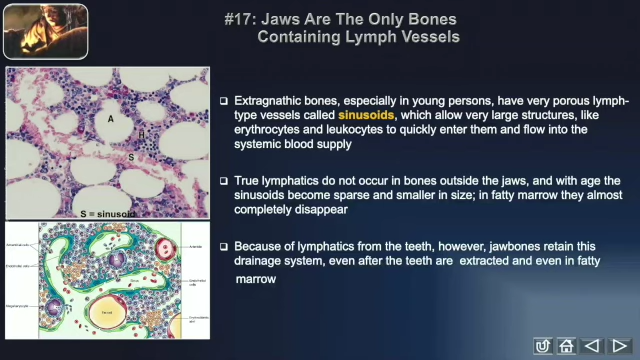 #17: Jaws Are The Only Bones
Containing Lymph Vessels
Extragnathic bones, especially in young persons, have very porous lymph-
type vessels called sinusoids, which allow very large structures, like
erythrocytes and leukocytes to quickly enter them and flow into the
systemic blood supply
True lymphatics do not occur in bones outside the jaws, and with age the
sinusoids become sparse and smaller in size; in fatty marrow they almost
completely disappear
Because of lymphatics from the teeth, however, jawbones retain this
drainage system, even after the teeth are extracted and even in fatty
marrow
A
H
S
S = sinusoid